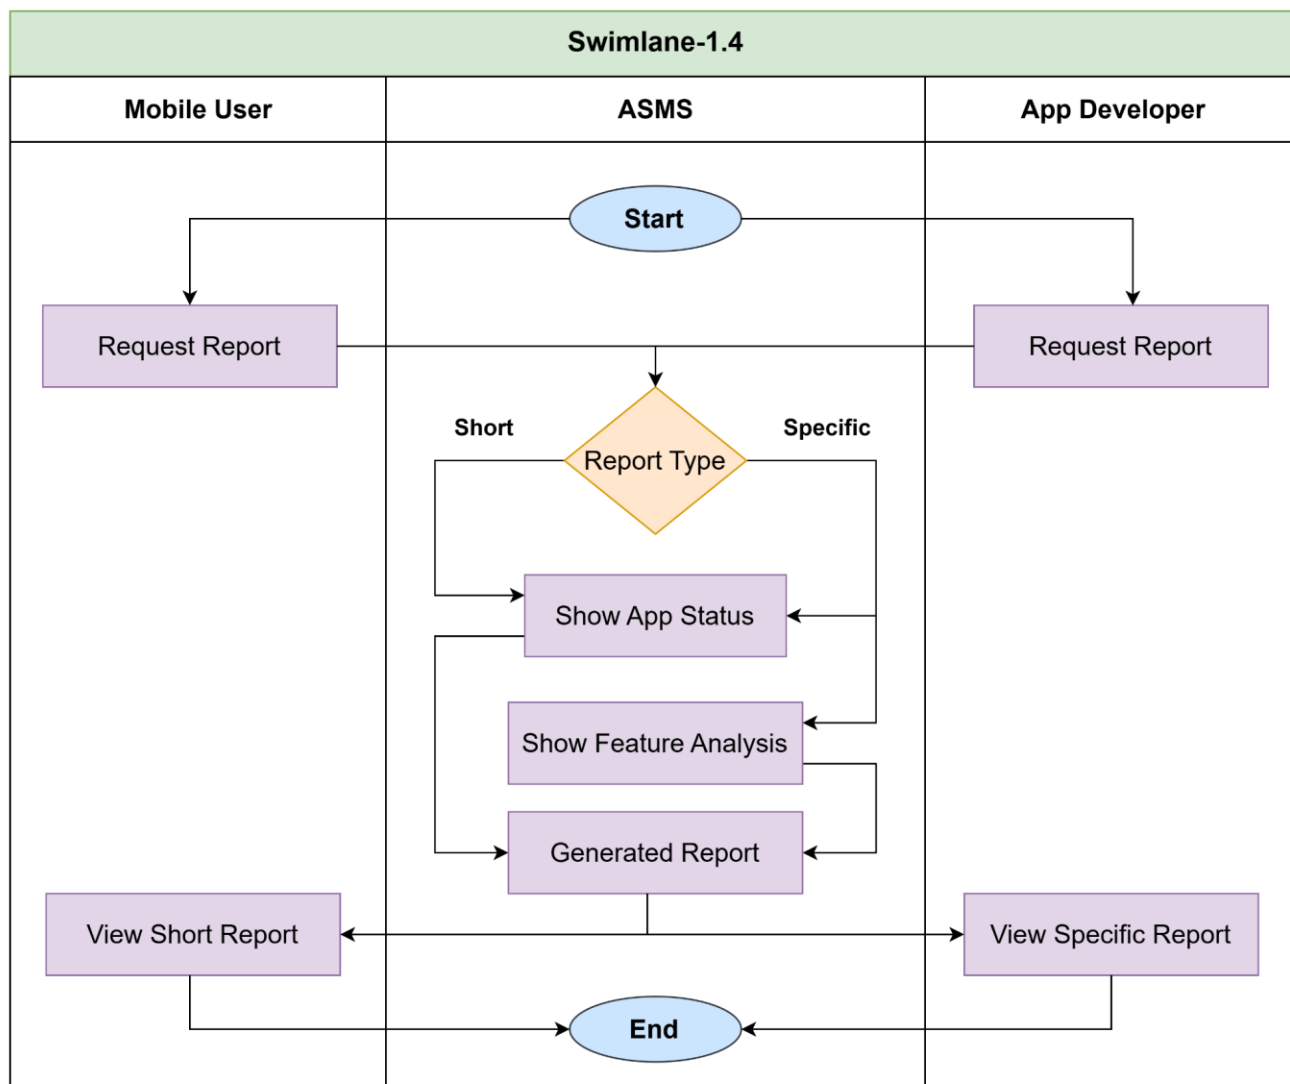 Swimlane-1.4
Mobile User
ASMS
App Developer
Start
Request Report
Request Report
Short
Specific
Report Type
Show App Status
Show Feature Analysis
Generated Report
View Short Report
View Specific Report
End